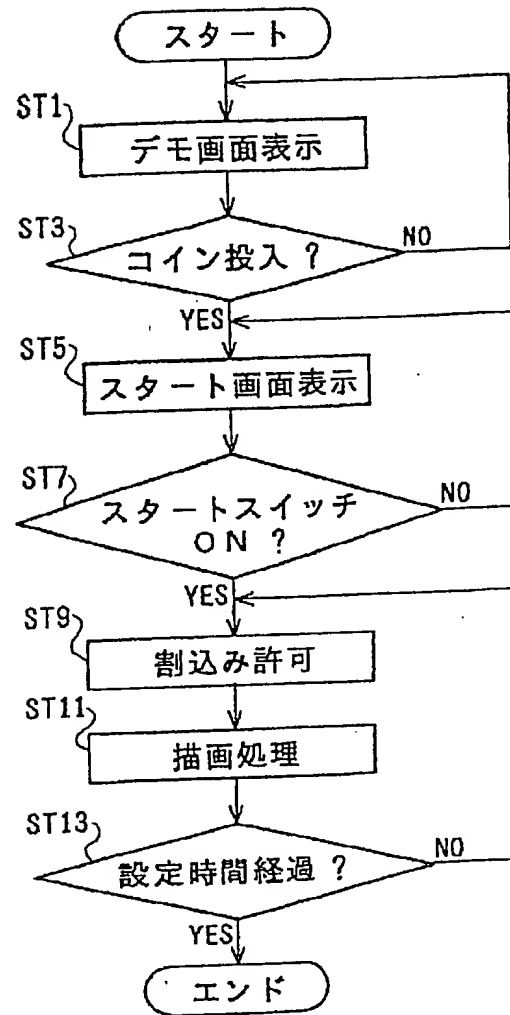 スタート
ST1
デモ画面表示
ST3
コイン投入?
NO
YES
ST5
スタート画面表示
ST7
スタートスイッチ
ON?
NO
YES
ST9
割込み許可
ST11
描画処理
ST13
設定時間経過?
NO
YES
エンド